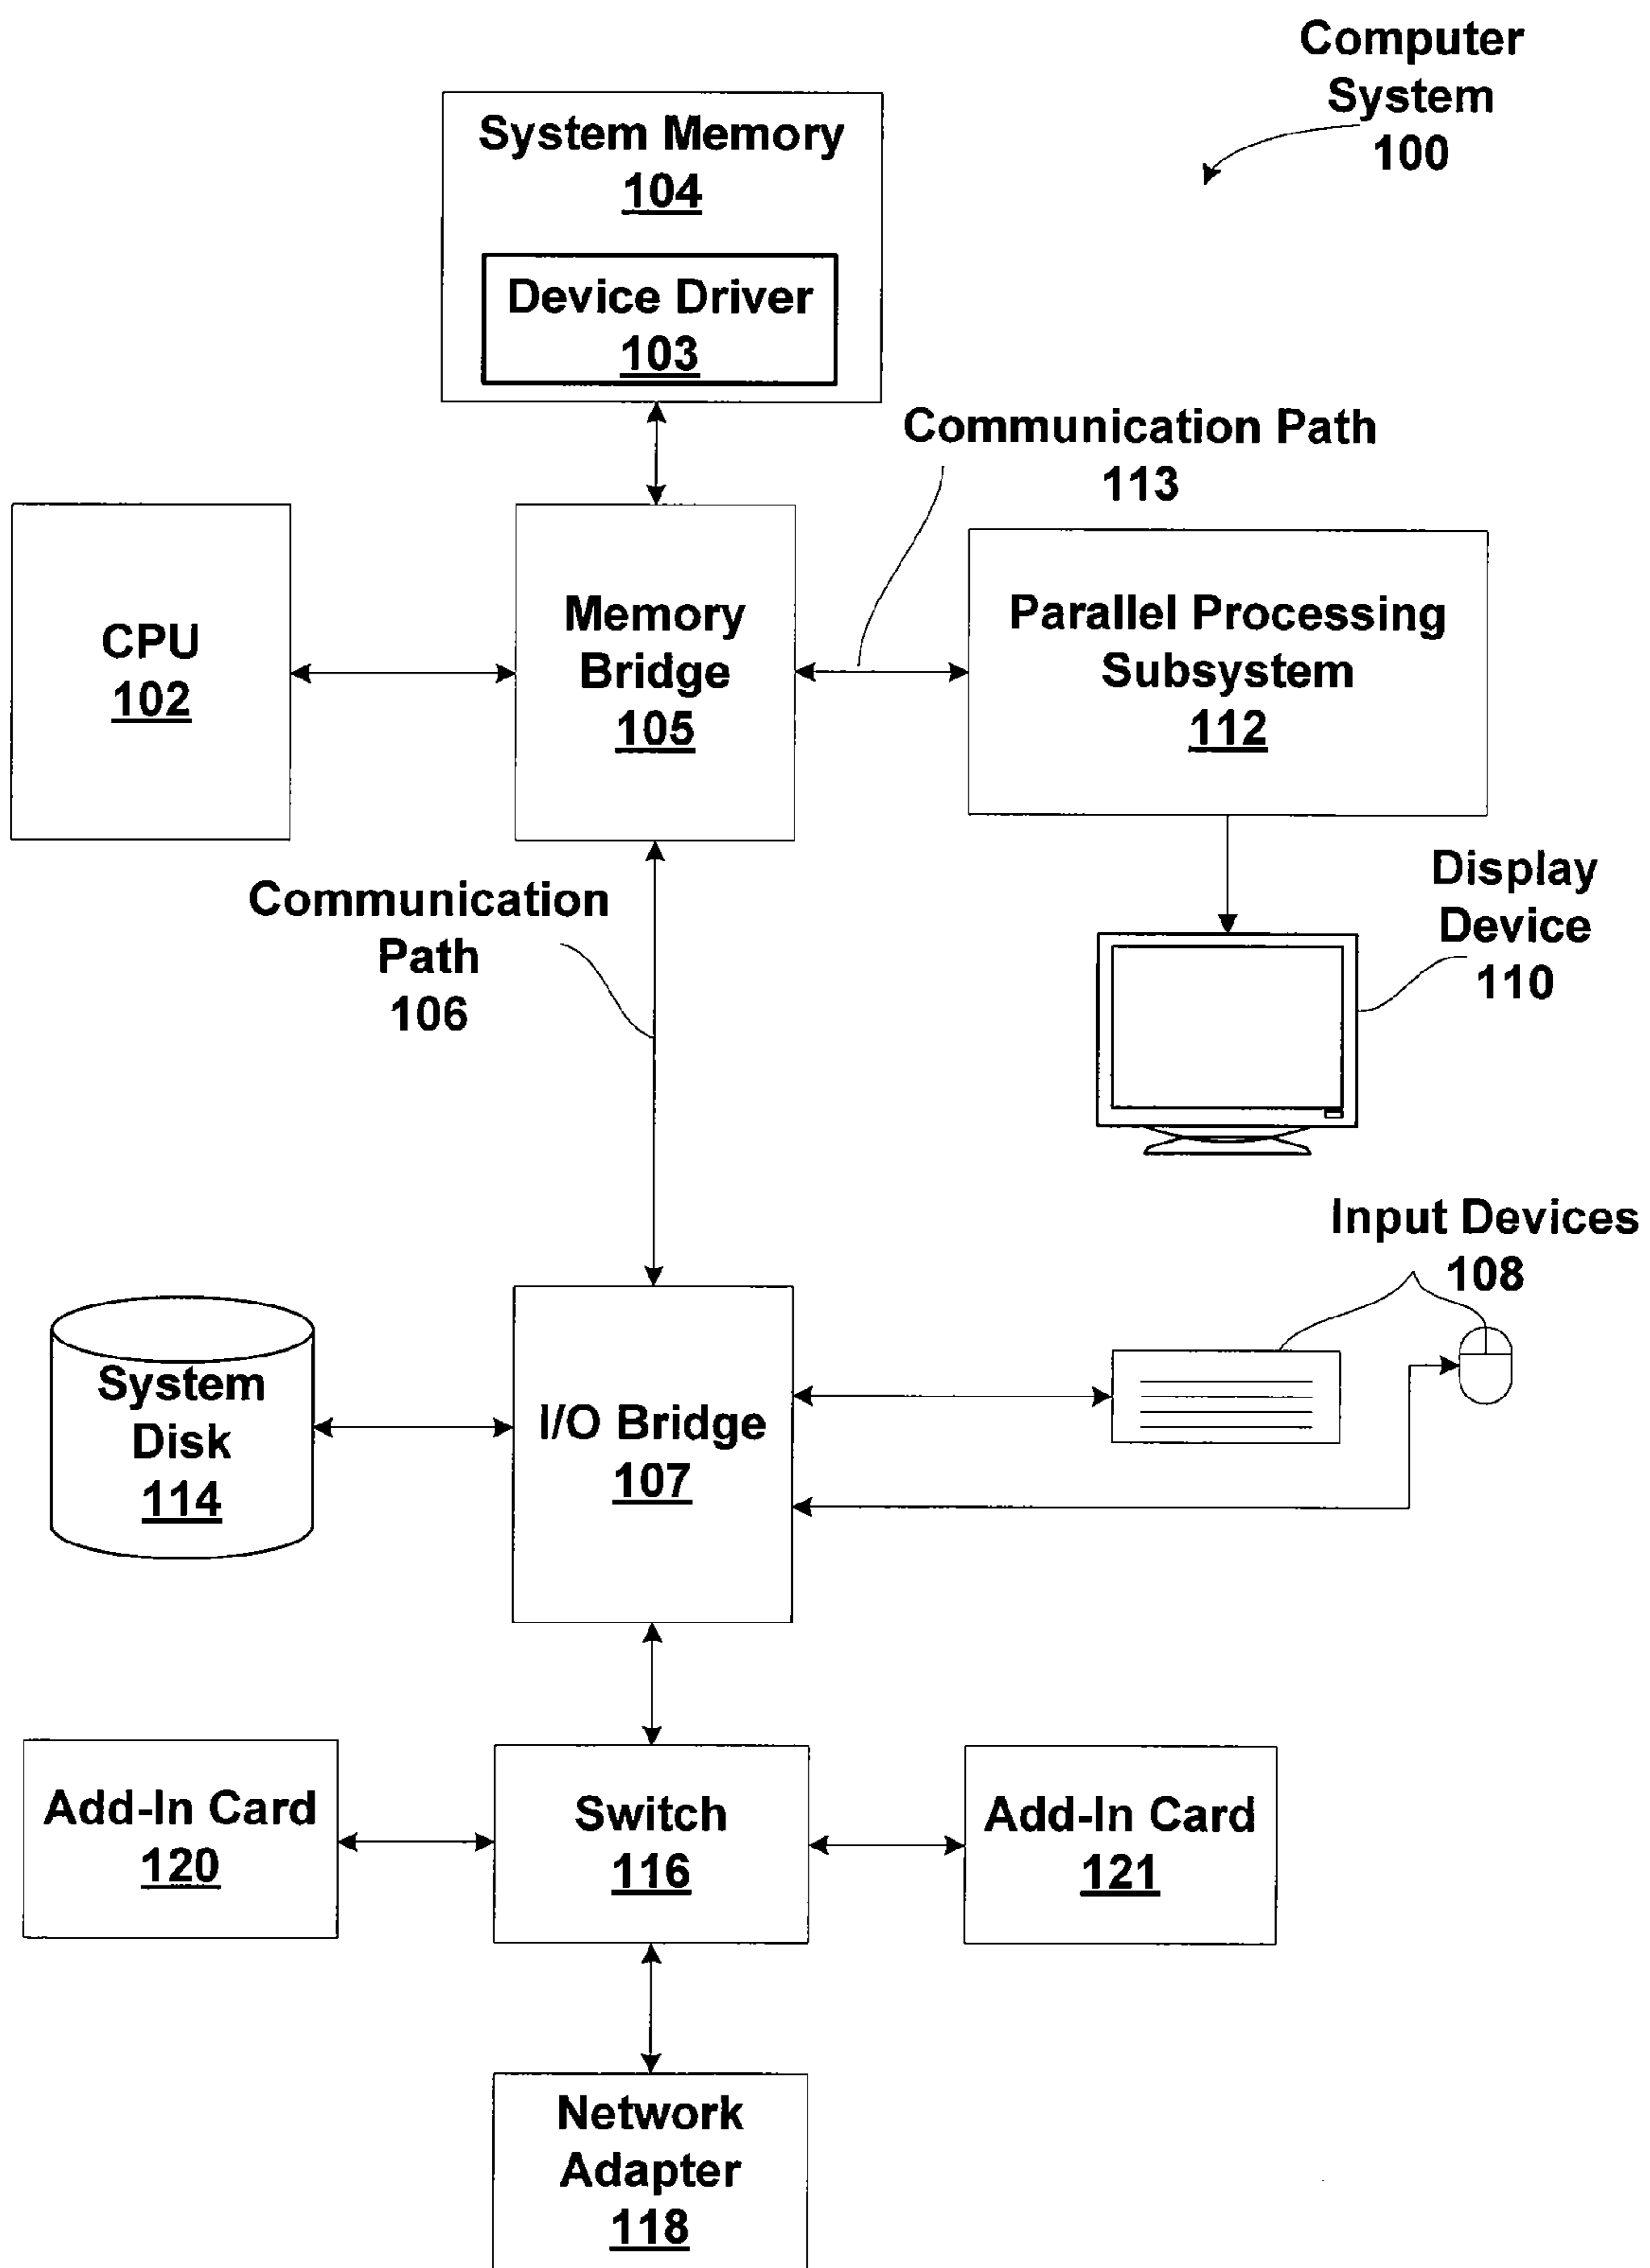 Computer
System
100
System Memory
104
Device Driver
103
Communication Path
113
CPU
102
Memory
Bridge
105
Parallel Processing
Subsystem
112
Communication
Path
106
Display
Device
110
Input Devices
108
System
Disk
114
I/O Bridge
107
Add-In Card
120
Switch
116
Add-In Card
121
Network
Adapter
118